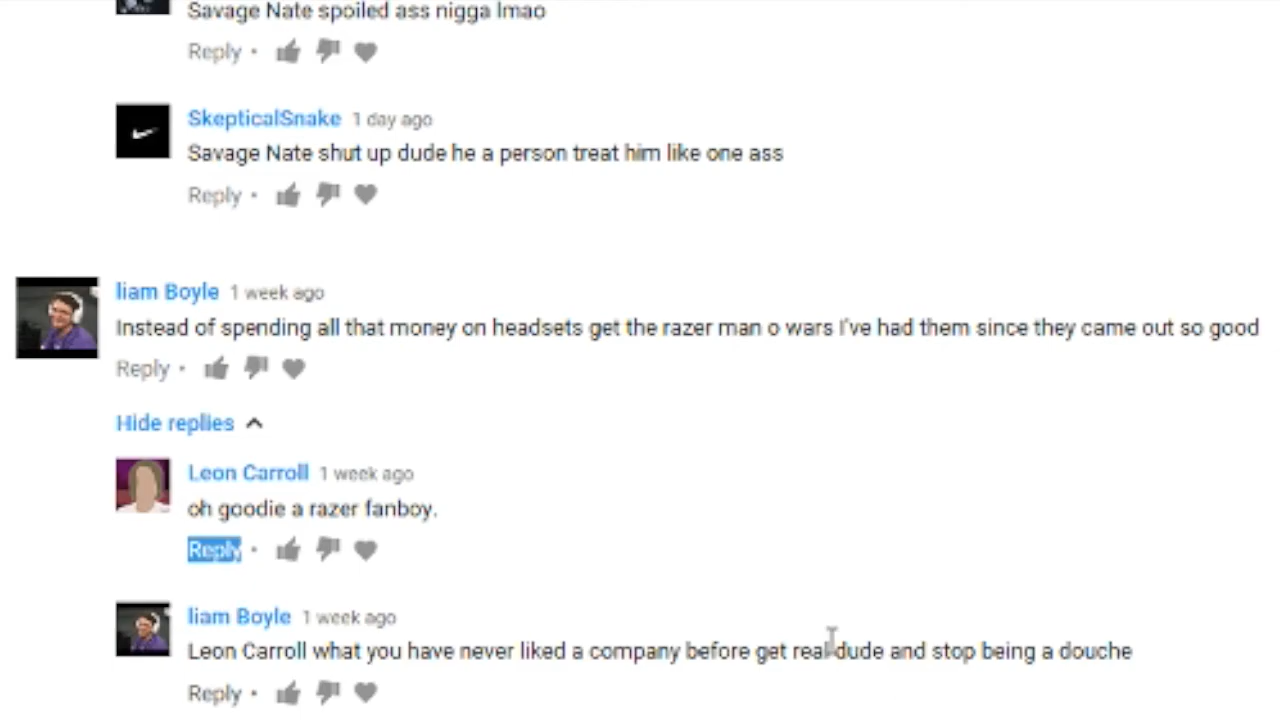 Savage Nate spoiled ass nigga lmao
Reply •
SkepticalSnake 1 day ago
Savage Nate shut up dude he a person treat him like one ass
Reply •
liam Boyle 1 week ago
Instead of spending all that money on headsets get the razer man o wars I've had them since they came out so good
Reply •
Hide replies
Leon Carroll 1 week ago
oh goodie a razer fanboy.
Reply •
liam Boyle 1 week ago
Leon Carroll what you have never liked a company before get real dude and stop being a douche
Reply •